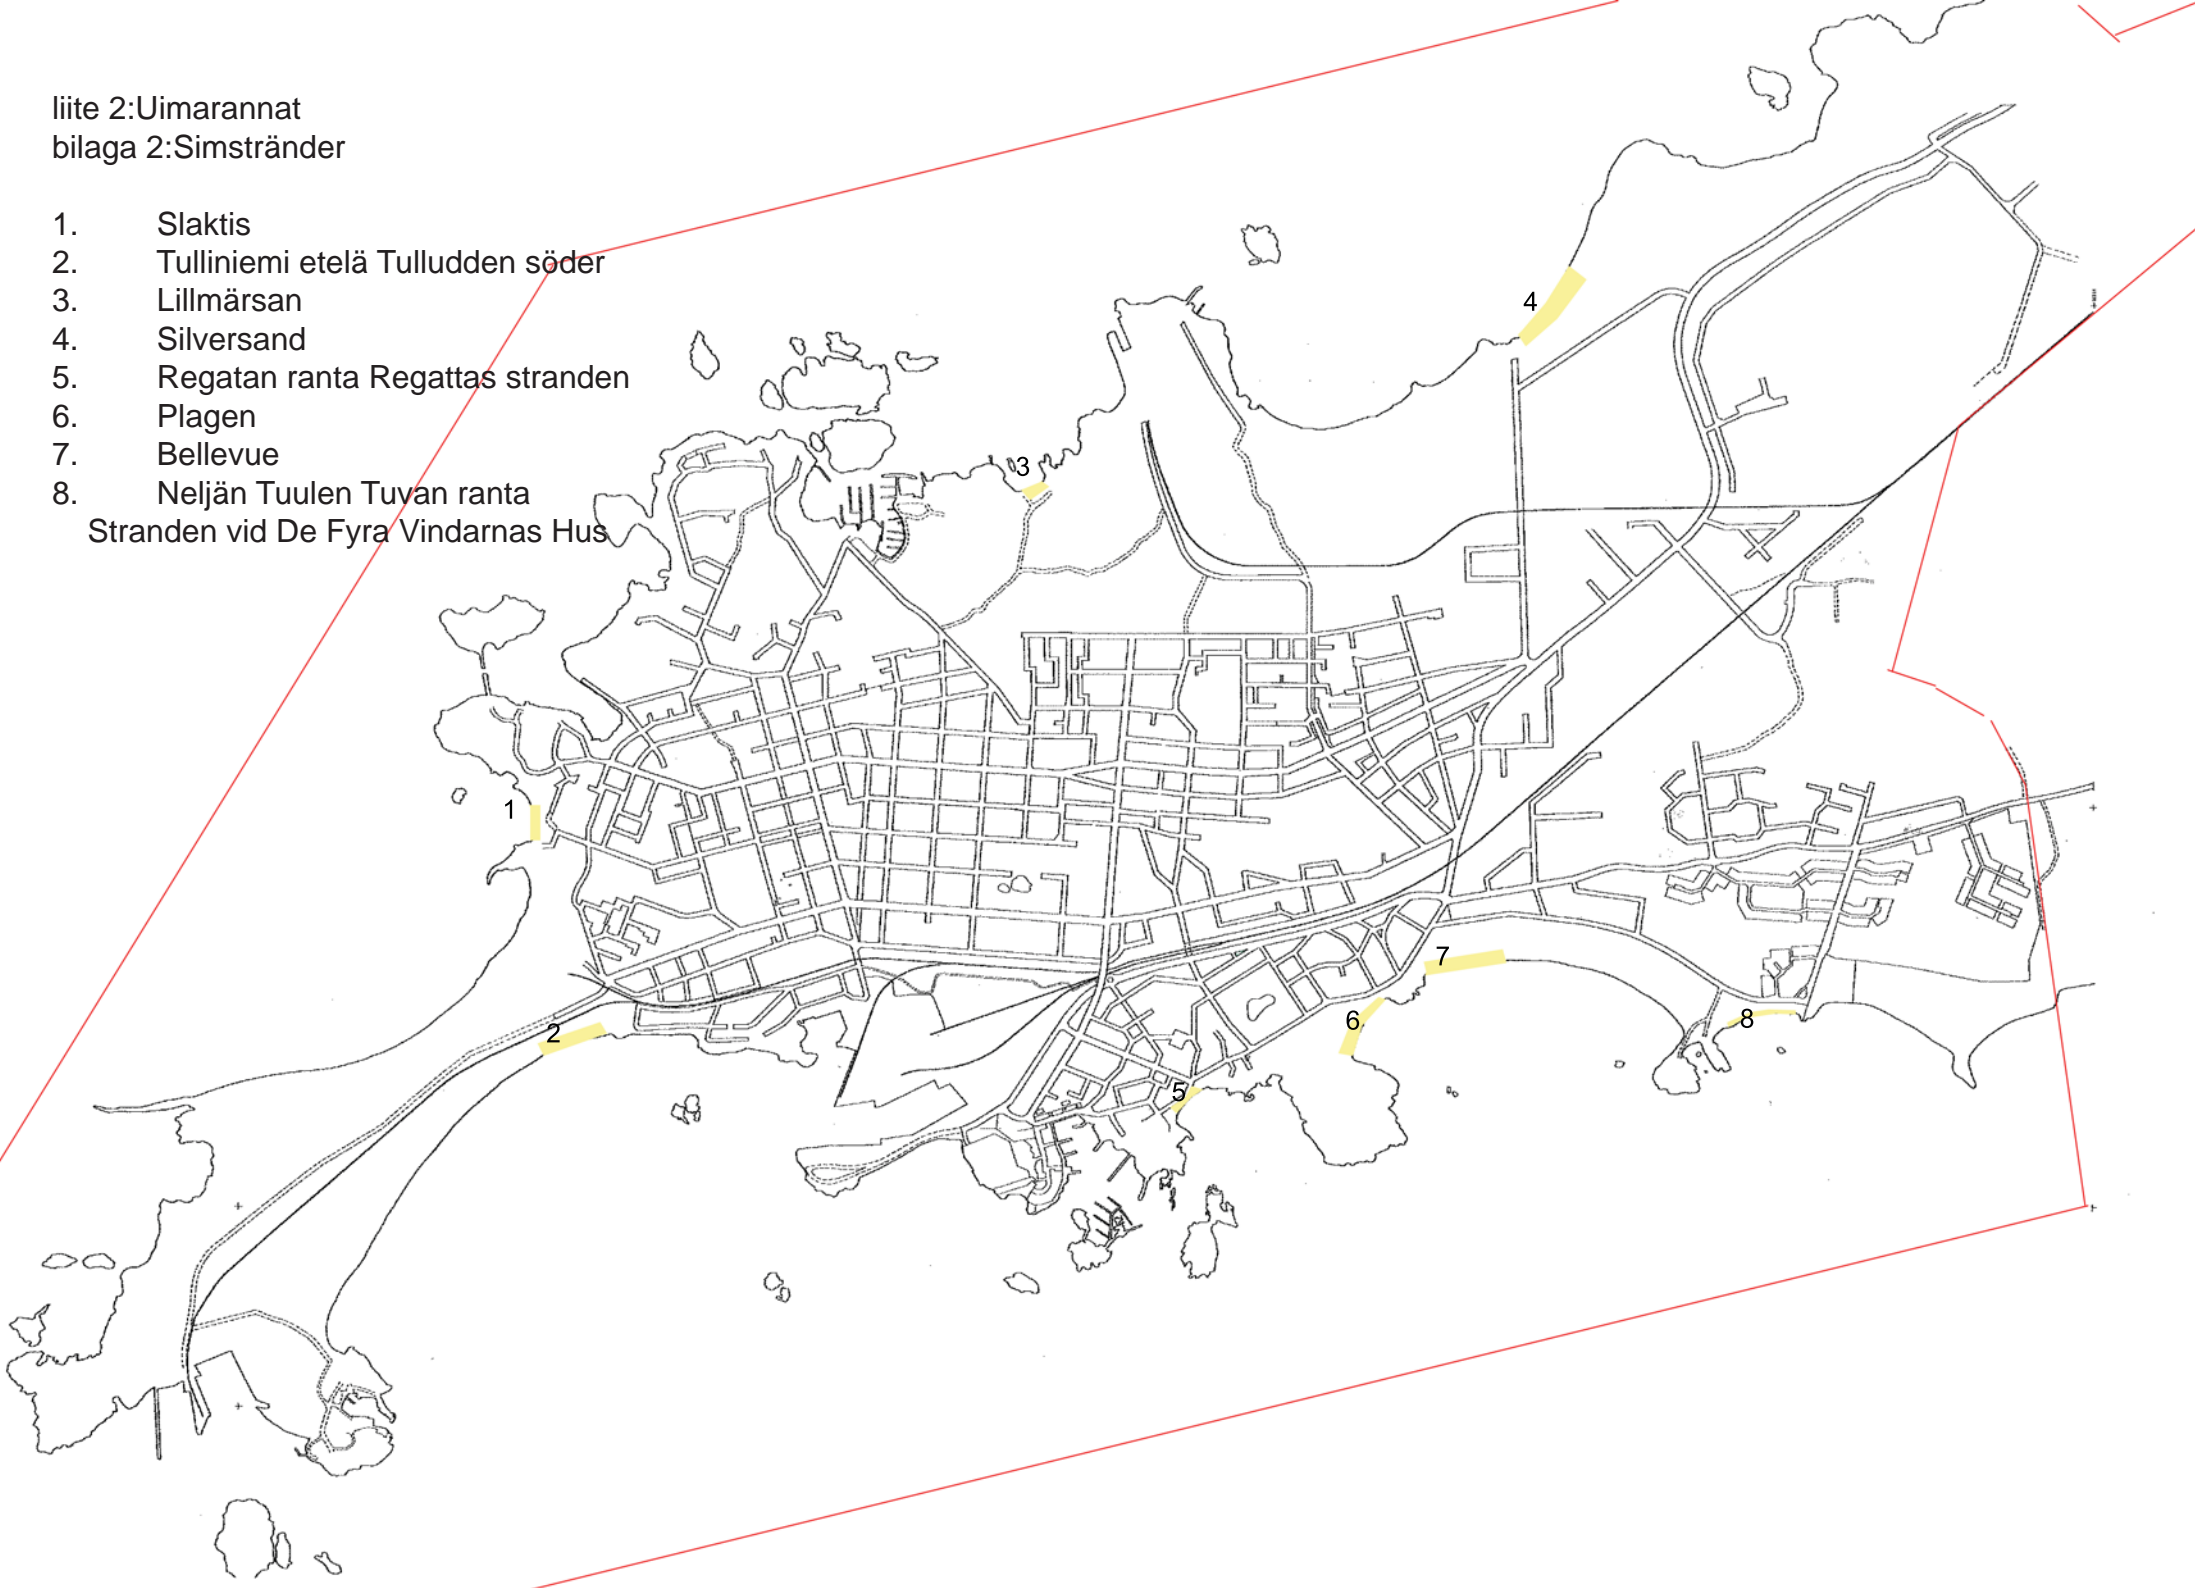 liite 2:Uimarannat
bilaga 2:Simstränder
1. Slaktis
2. Tulliniemi etelä Tulludden söder
3. Lillmärsan
4. Silversand
5. Regatan ranta Regattas stranden
6. Plagen
7. Bellevue
8. Neljän Tuulen Tuvan ranta
Stranden vid De Fyra Vindarnas Hus
4
3
1
7
6
8
2
5